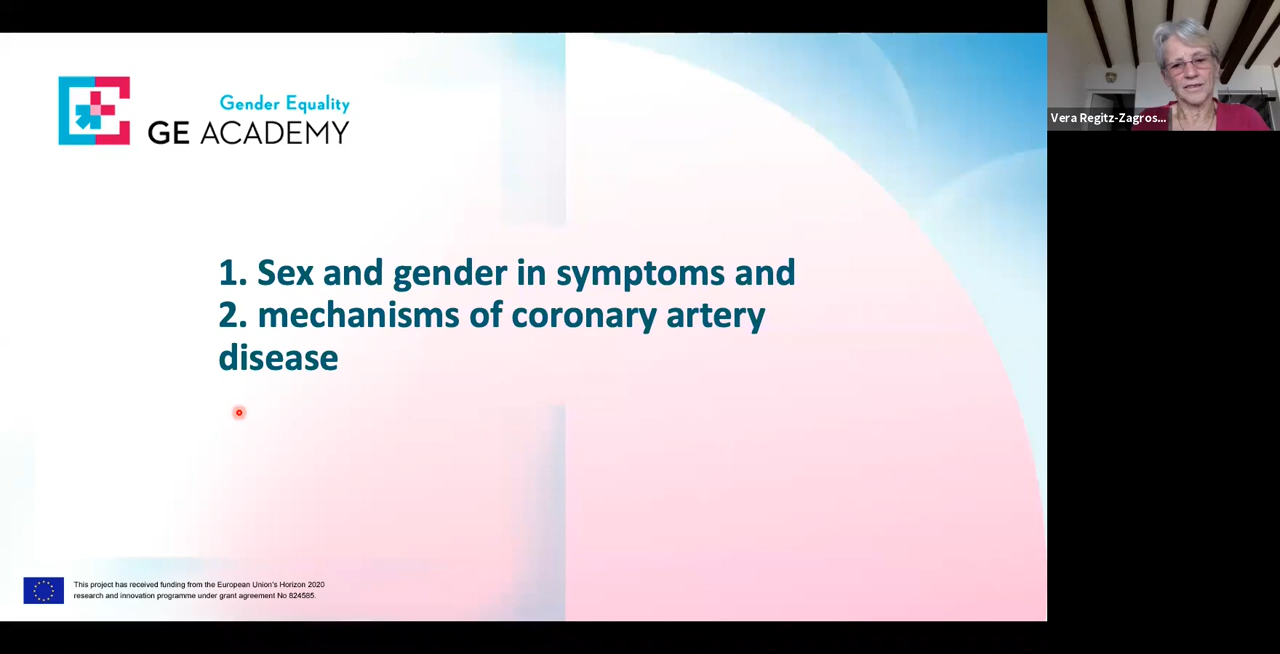 Gender Equality
GE ACADEMY
Vera Regitz-Zagros...
1. Sex and gender in symptoms and
2. mechanisms of coronary artery
disease
This project has received funding from the European Union's Horizon 2020
research and innovation programme under grant agreement No 824585.